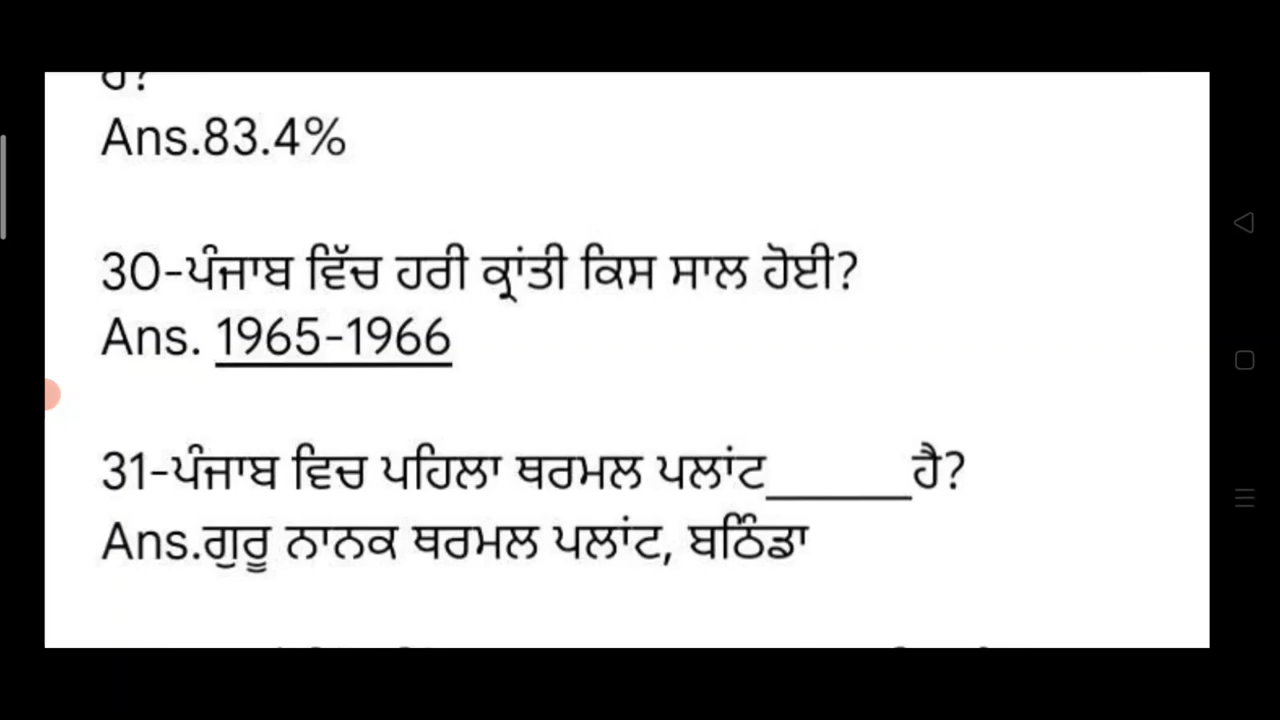 ਹੈ?
Ans.83.4%
30-ਪੰਜਾਬ ਵਿੱਚ ਹਰੀ ਕ੍ਰਾਂਤੀ ਕਿਸ ਸਾਲ ਹੋਈ?
Ans. 1965-1966
31-ਪੰਜਾਬ ਵਿਚ ਪਹਿਲਾ ਥਰਮਲ ਪਲਾਂਟ______ਹੈ?
Ans.ਗੁਰੂ ਨਾਨਕ ਥਰਮਲ ਪਲਾਂਟ, ਬਠਿੰਡਾ